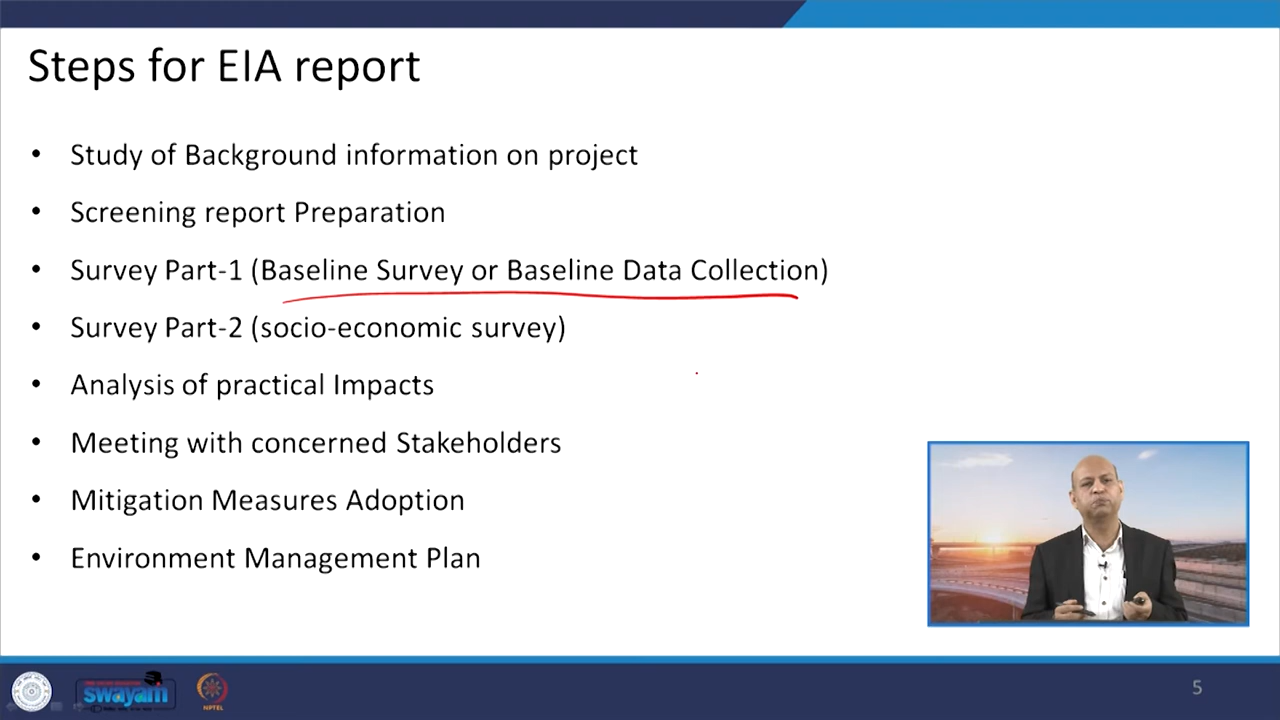 Steps for EIA report
• Study of Background information on project
• Screening report Preparation
• Survey Part-1 (Baseline Survey or Baseline Data Collection)
• Survey Part-2 (socio-economic survey)
• Analysis of practical Impacts
• Meeting with concerned Stakeholders
• Mitigation Measures Adoption
• Environment Management Plan
swayam
NPTEL
5